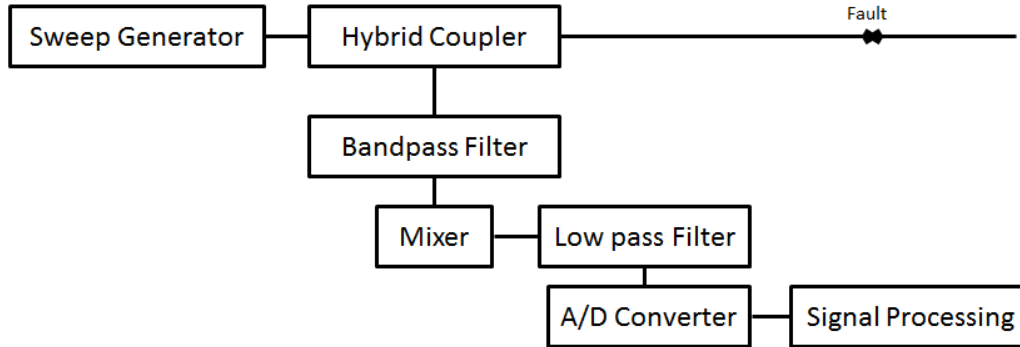 Fault
Sweep Generator
Hybrid Coupler
Bandpass Filter
Mixer
Low pass Filter
A/D Converter
Signal Processing